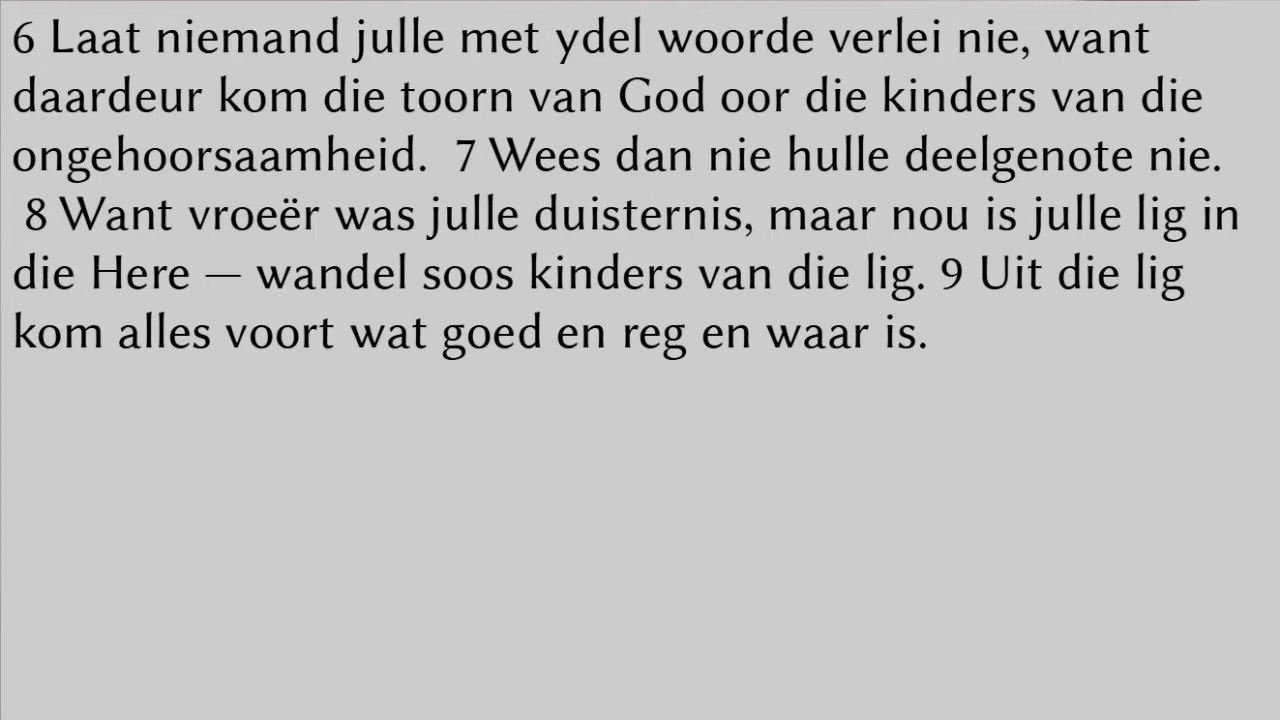 6 Laat niemand julle met ydel woorde verlei nie, want
daardeur kom die toorn van God oor die kinders van die
ongehoorsaamheid.  7 Wees dan nie hulle deelgenote nie.
8 Want vroeër was julle duisternis, maar nou is julle lig in
die Here — wandel soos kinders van die lig. 9 Uit die lig
kom alles voort wat goed en reg en waar is.